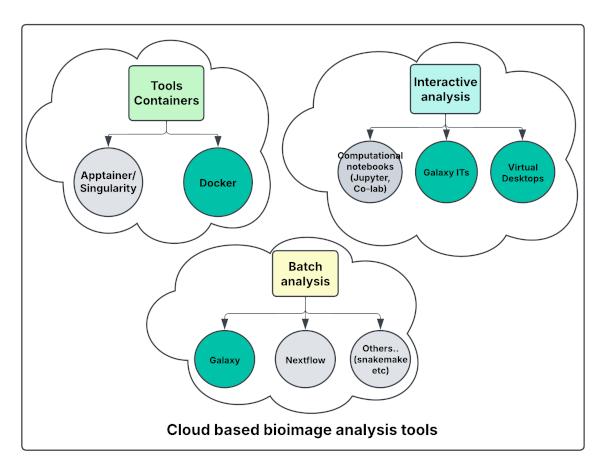 Tools
Containers
Apptainer/
Singularity
Docker
Interactive
analysis
Computational
notebooks
(Jupyter,
Co-lab)
Galaxy ITs
Virtual
Desktops
Batch
analysis
Galaxy
Nextflow
Others..
(snakemake
etc)
Cloud based bioimage analysis tools